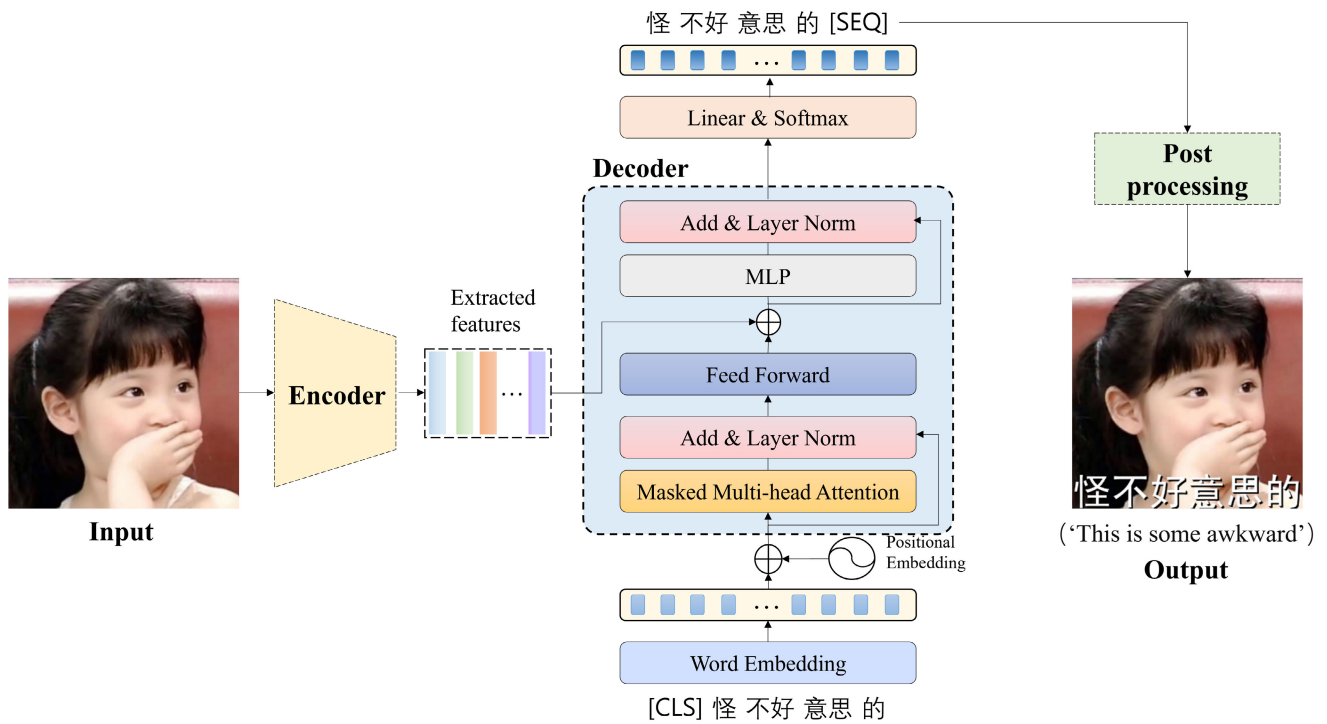 怪 不好 意思 的 [SEQ]
Linear & Softmax
Decoder
Add & Layer Norm
MLP
Feed Forward
Add & Layer Norm
Masked Multi-head Attention
Positional
Embedding
Word Embedding
[CLS] 怪 不好 意思 的
Extracted
features
...
Encoder
Input
Post
processing
怪不好意思的
(‘This is some awkward’)
Output